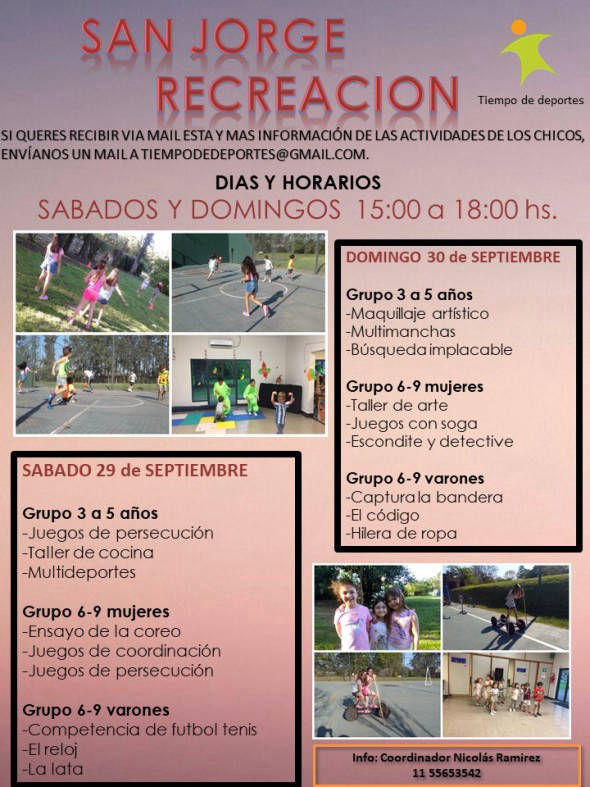 SAN JORGE
RECREACION
Tiempo de deportes
SI QUERES RECIBIR VIA MAIL ESTA Y MAS INFORMACIÓN DE LAS ACTIVIDADES DE LOS CHICOS,
ENVÍANOS UN MAIL A TIEMPODEDEPORTES@GMAIL.COM.
DIAS Y HORARIOS
SABADOS Y DOMINGOS 15:00 a 18:00 hs.
DOMINGO 30 de SEPTIEMBRE
Grupo 3 a 5 años
-Maquillaje artístico
-Multimanchas
-Búsqueda implacable
Grupo 6-9 mujeres
-Taller de arte
-Juegos con soga
-Escondite y detective
Grupo 6-9 varones
-Captura la bandera
-El código
-Hilera de ropa
SABADO 29 de SEPTIEMBRE
Grupo 3 a 5 años
-Juegos de persecución
-Taller de cocina
-Multideportes
Grupo 6-9 mujeres
-Ensayo de la coreo
-Juegos de coordinación
-Juegos de persecución
Grupo 6-9 varones
-Competencia de futbol tenis
-El reloj
-La lata
Info: Coordinador Nicolás Ramirez
11 55653542